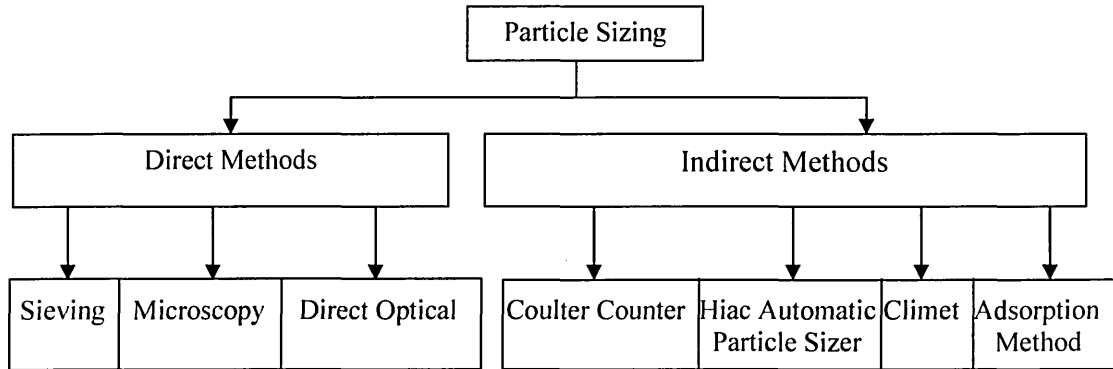 Particle Sizing
Direct Methods
Indirect Methods
Sieving
Microscopy
Direct Optical
Coulter Counter
Hiac Automatic
Particle Sizer
Climet
Adsorption
Method